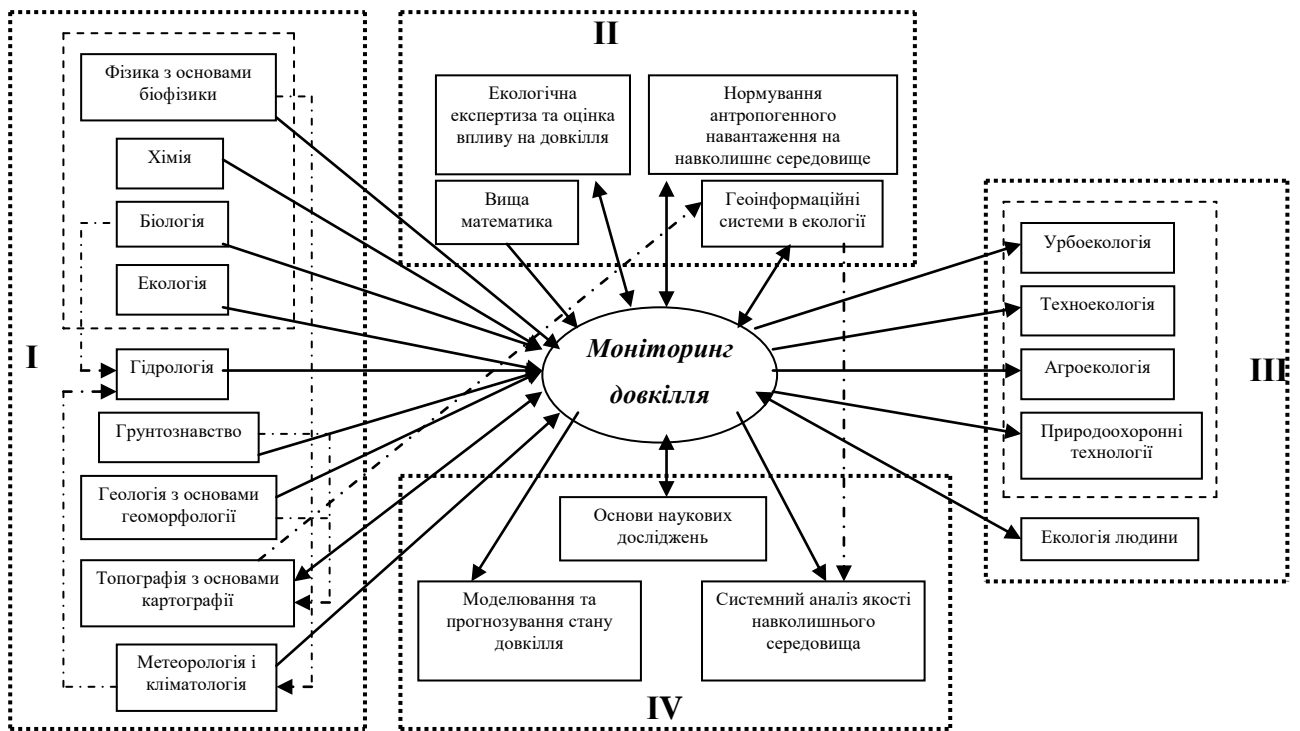 I
Фізика з основами
біофізики
Хімія
Біологія
Екологія
Гідрологія
Грунтознавство
Геологія з основами
геоморфології
Топографія з основами
картографії
Метеорологія і
кліматологія
II
Екологічна
експертиза та оцінка
впливу на довкілля
Нормування
антропогенного
навантаження на
навколишнє середовище
Вища
математика
Геоінформаційні
системи в екології
Моніторинг
довкілля
III
Урбоекологія
Техноекологія
Агроекологія
Природоохоронні
технології
Екологія людини
Основи наукових
досліджень
Моделювання та
прогнозування стану
довкілля
Системний аналіз якості
навколишнього
середовища
IV